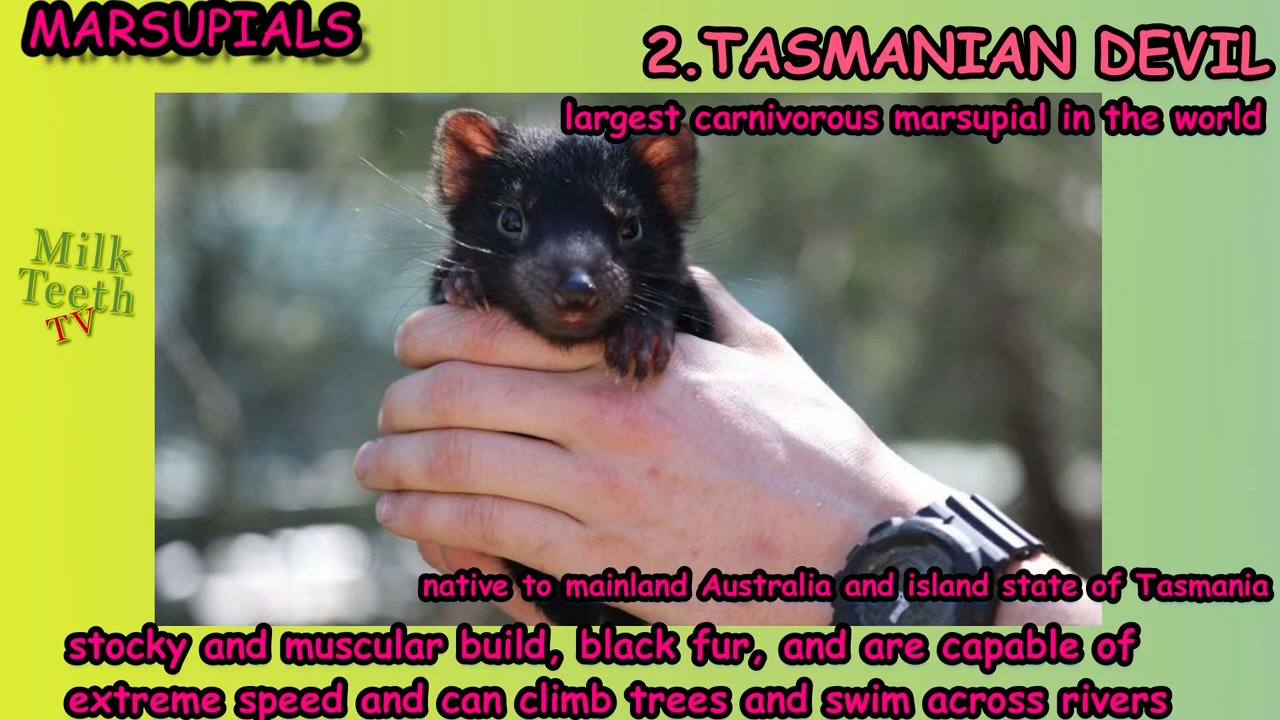 MARSUPIALS
2.TASMANIAN DEVIL
largest carnivorous marsupial in the world
Milk
Teeth
TV
native to mainland Australia and island state of Tasmania
stocky and muscular build, black fur, and are capable of
extreme speed and can climb trees and swim across rivers